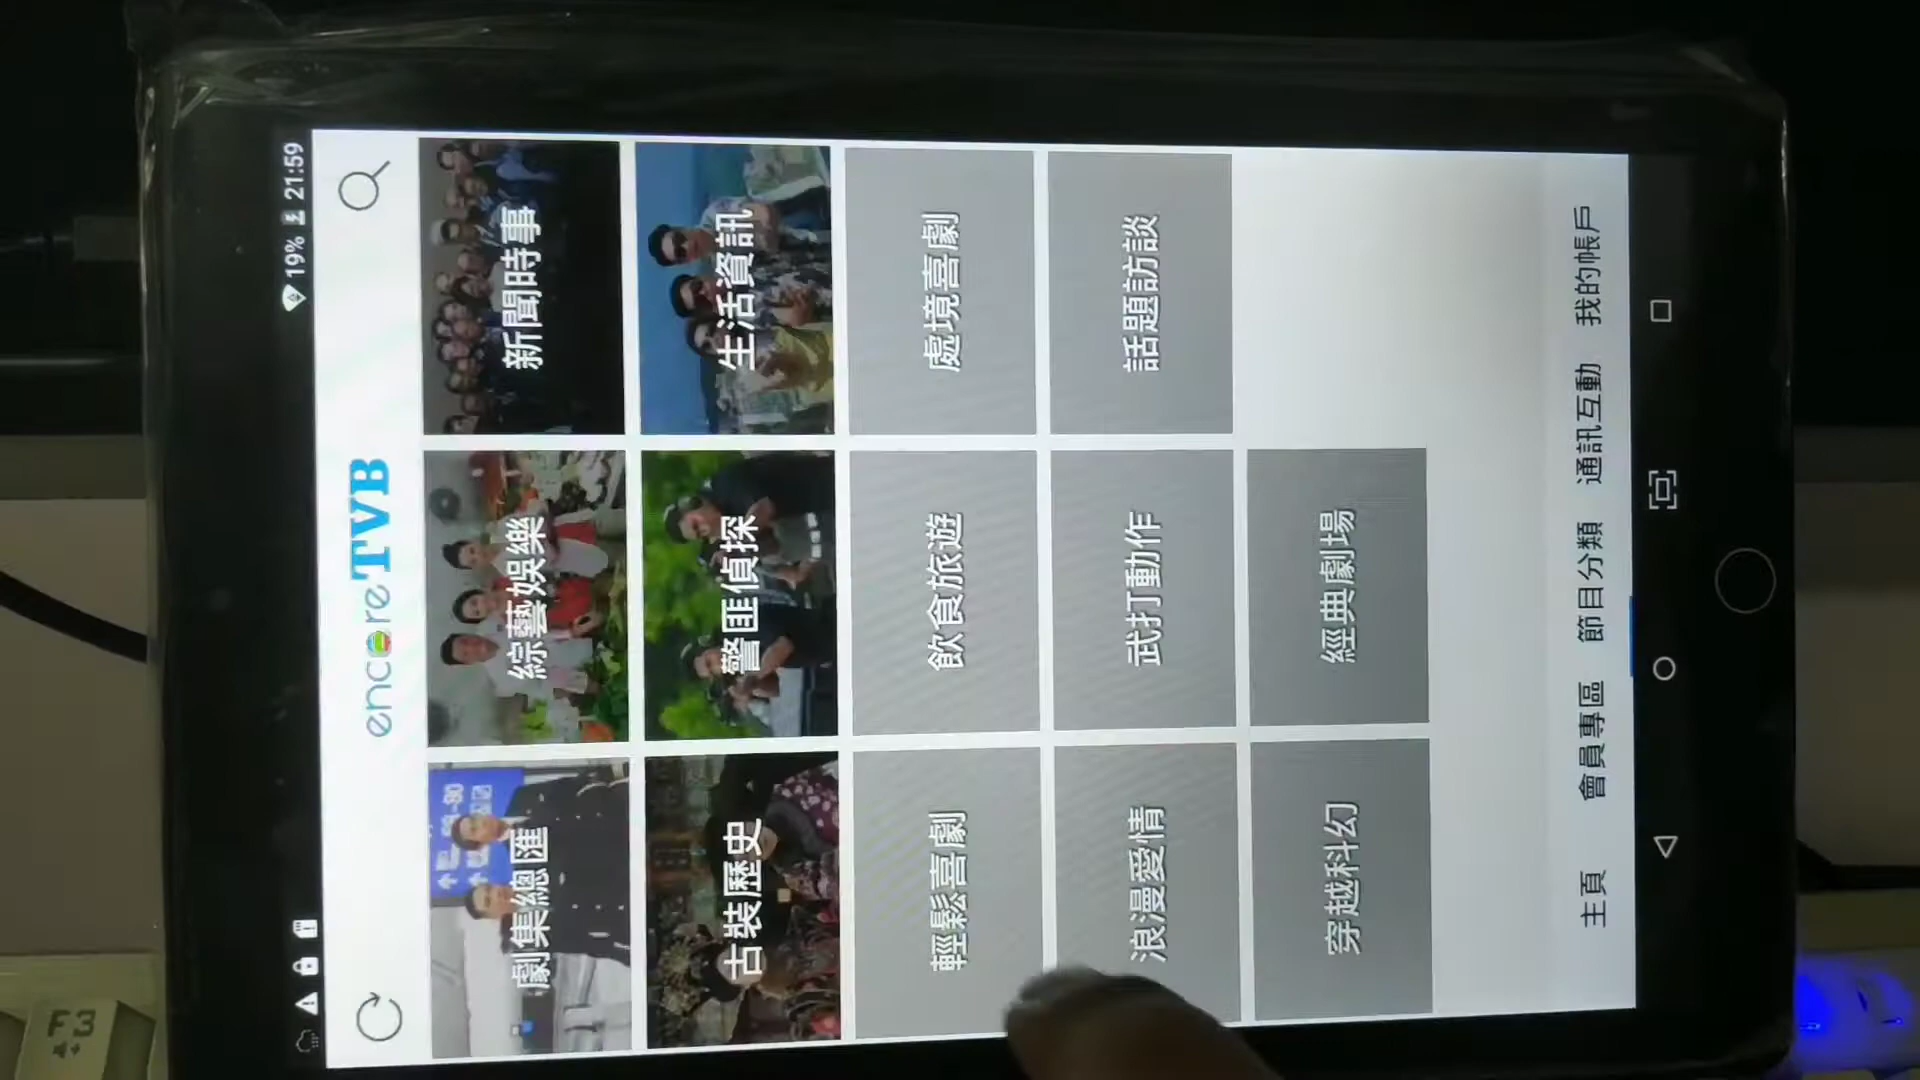 19% 21:59
encore TVB
劇集總匯 綜藝娛樂 新聞時事
古裝歷史 警匪偵探 生活資訊
輕鬆喜劇 飲食旅遊 處境喜劇
浪漫愛情 武打動作 話題訪談
穿越科幻 經典劇場
主頁 會員專區 節目分類 通訊互動 我的帳戶
F3